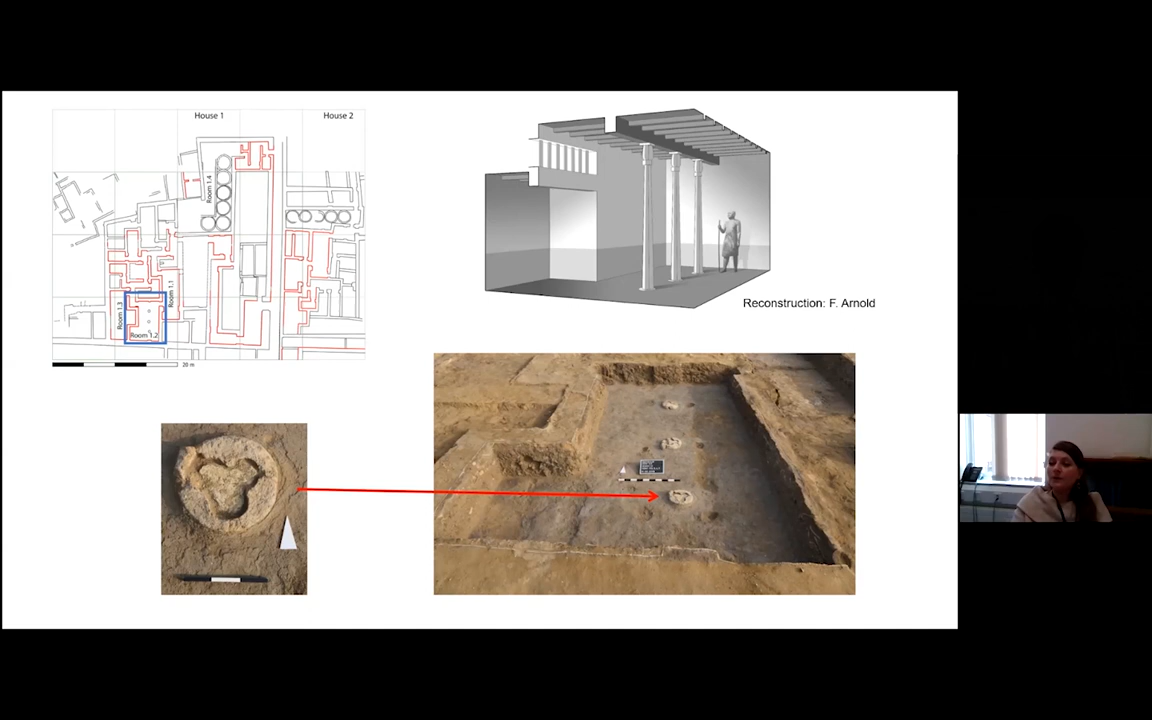 House 1
House 2
Room 1.4
Room 1.1
Room 1.3
Room 1.2
20 m
Reconstruction: F. Arnold